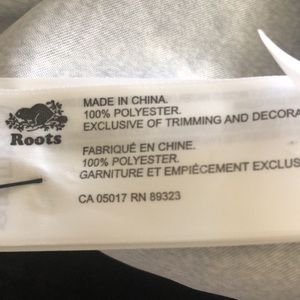 Roots
MADE IN CHINA.
100% POLYESTER.
EXCLUSIVE OF TRIMMING AND DECORA
FABRIQUÉ EN CHINE.
100% POLYESTER.
GARNITURE ET EMPIÈCEMENT EXCLUS
CA 05017 RN 89323